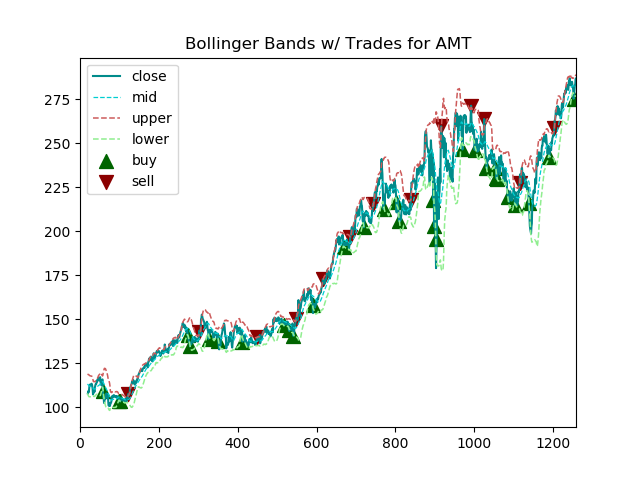 Bollinger Bands w/ Trades for AMT
close
mid
upper
lower
buy
sell
275
250
225
200
175
150
125
100
0 200 400 600 800 1000 1200